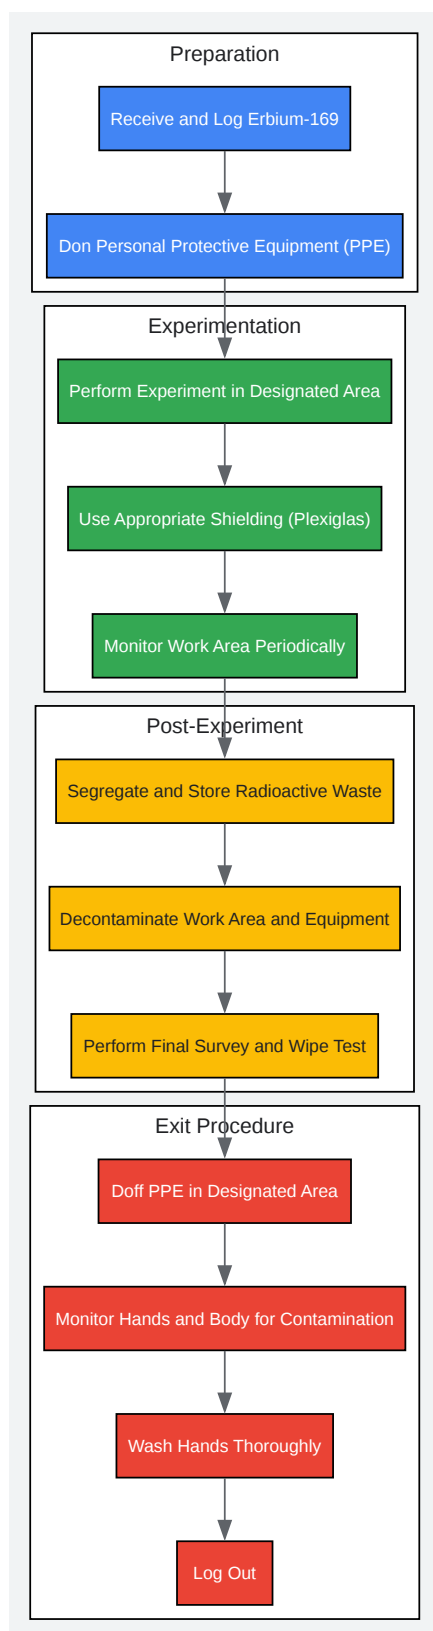 Preparation
Receive and Log Erbium-169
Don Personal Protective Equipment (PPE)
Experimentation
Perform Experiment in Designated Area
Use Appropriate Shielding (Plexiglas)
Monitor Work Area Periodically
Post-Experiment
Segregate and Store Radioactive Waste
Decontaminate Work Area and Equipment
Perform Final Survey and Wipe Test
Exit Procedure
Doff PPE in Designated Area
Monitor Hands and Body for Contamination
Wash Hands Thoroughly
Log Out